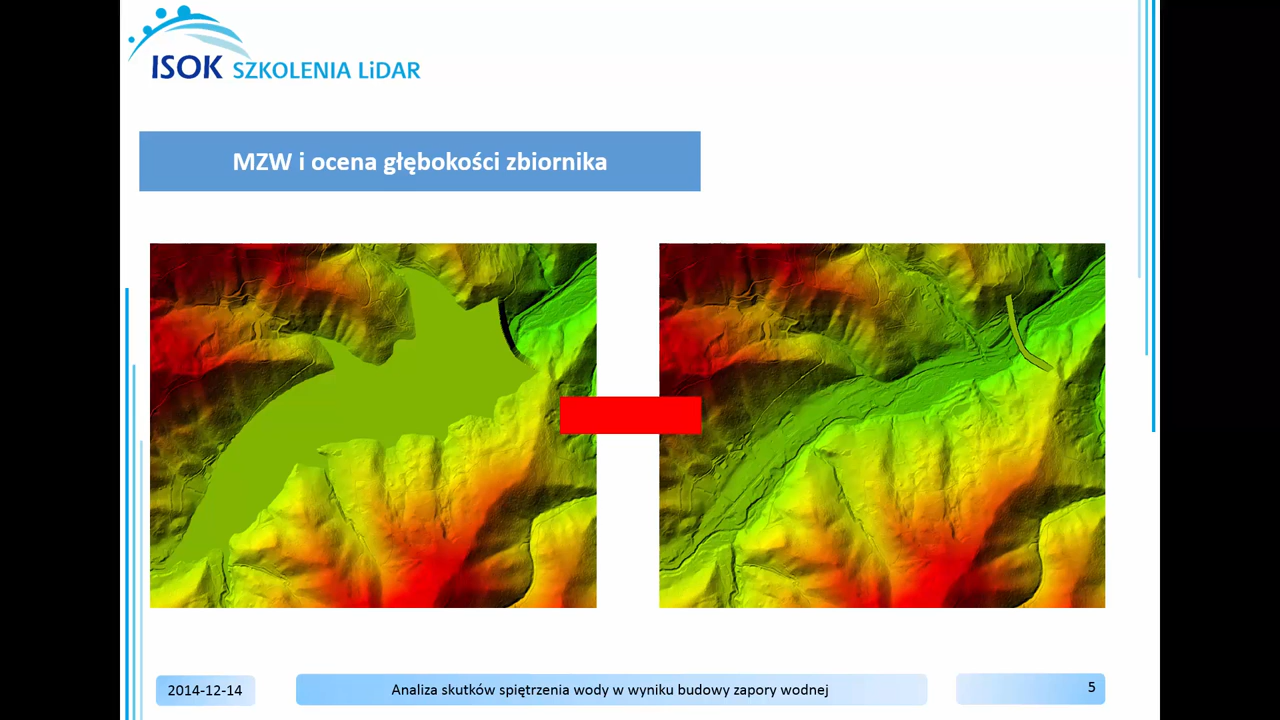 ISOK SZKOLENIA LiDAR
MZW i ocena głębokości zbiornika
2014-12-14
Analiza skutków spiętrzenia wody w wyniku budowy zapory wodnej
5